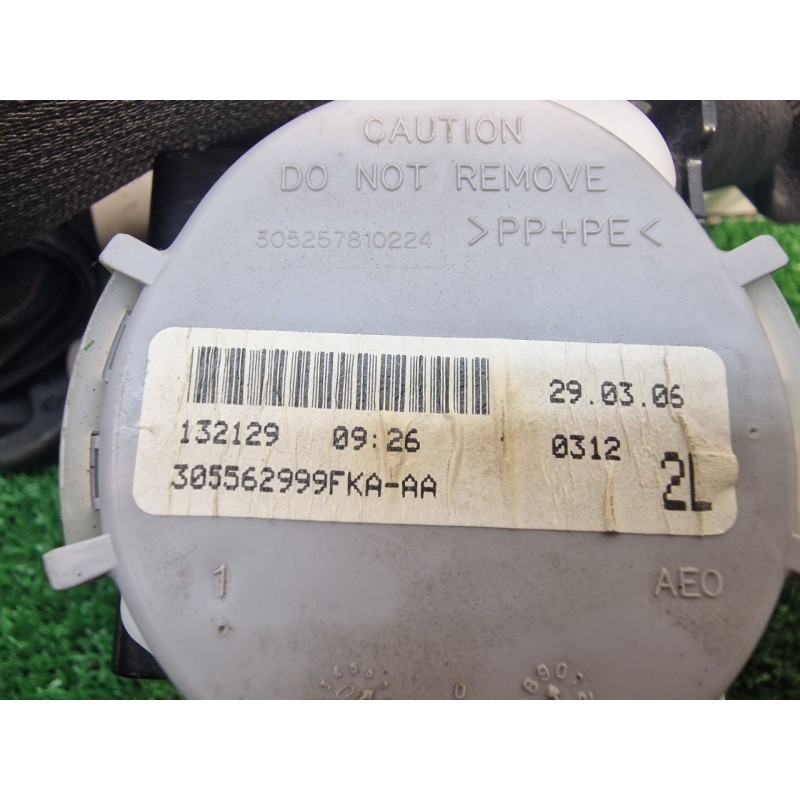 CAUTION
DO NOT REMOVE
305257810224 >PP+PE<
29.03.06
132129 09:26 0312
305562999FKA-AA 2L
1 AEO
0